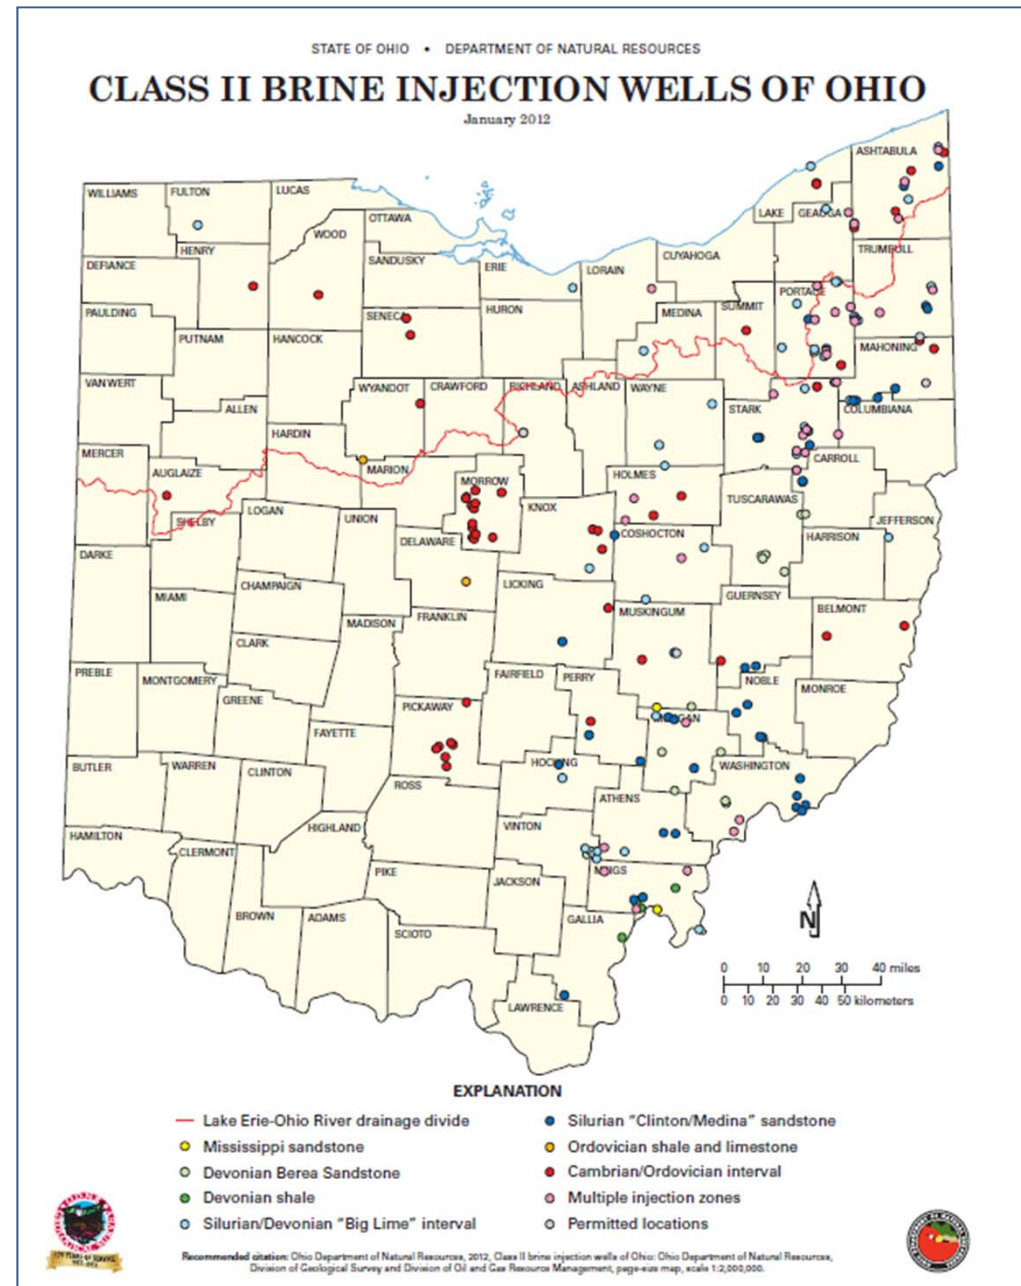 STATE OF OHIO • DEPARTMENT OF NATURAL RESOURCES
CLASS II BRINE INJECTION WELLS OF OHIO
January 2012
WILLIAMS
FULTON
LUCAS
OTTAWA
WOOD
HENRY
DEFIANCE
SANDUSKY
ERIE
LORAIN
CUYAHOGA
LAKE
GEAUGA
ASHTABULA
TRUMBULL
PAULDING
PUTNAM
HANCOCK
SENECA
HURON
MEDINA
SUMMIT
PORTAGE
MAHONING
VAN WERT
ALLEN
WYANDOT
CRAWFORD
RICHLAND
ASHLAND
WAYNE
STARK
COLUMBIANA
HARDIN
MERCER
AUGLAIZE
MARION
MORROW
HOLMES
CARROLL
TUSCARAWAS
SHELBY
LOGAN
UNION
KNOX
DELAWARE
COSHOCTON
HARRISON
JEFFERSON
DARKE
CHAMPAIGN
LICKING
MIAMI
MADISON
FRANKLIN
MUSKINGUM
GUERNSEY
BELMONT
CLARK
PREBLE
MONTGOMERY
GREENE
FAIRFIELD
PERRY
NOBLE
MONROE
PICKAWAY
FAYETTE
BUTLER
WARREN
CLINTON
HOCKING
WASHINGTON
ROSS
ATHENS
HAMILTON
HIGHLAND
VINTON
CLERMONT
PIKE
JACKSON
MEIGS
BROWN
ADAMS
SCIOTO
GALLIA
LAWRENCE
N
0 10 20 30 40 miles
0 10 20 30 40 50 kilometers
EXPLANATION
Lake Erie-Ohio River drainage divide
Mississippi sandstone
Devonian Berea Sandstone
Devonian shale
Silurian/Devonian “Big Lime” interval
Silurian “Clinton/Medina” sandstone
Ordovician shale and limestone
Cambrian/Ordovician interval
Multiple injection zones
Permitted locations
Recommended citation: Ohio Department of Natural Resources, 2012, Class II brine injection wells of Ohio: Ohio Department of Natural Resources,
Division of Geological Survey and Division of Oil and Gas Resource Management, page-size map, scale 1:2,000,000.